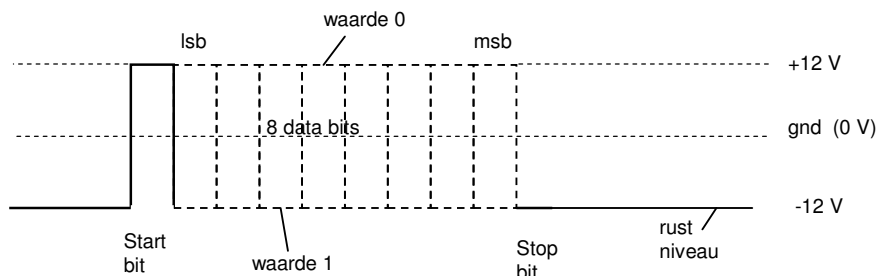 waarde 0
lsb
msb
+12 V
8 data bits
gnd (0 V)
-12 V
Start
bit
waarde 1
Stop
bit
rust
niveau